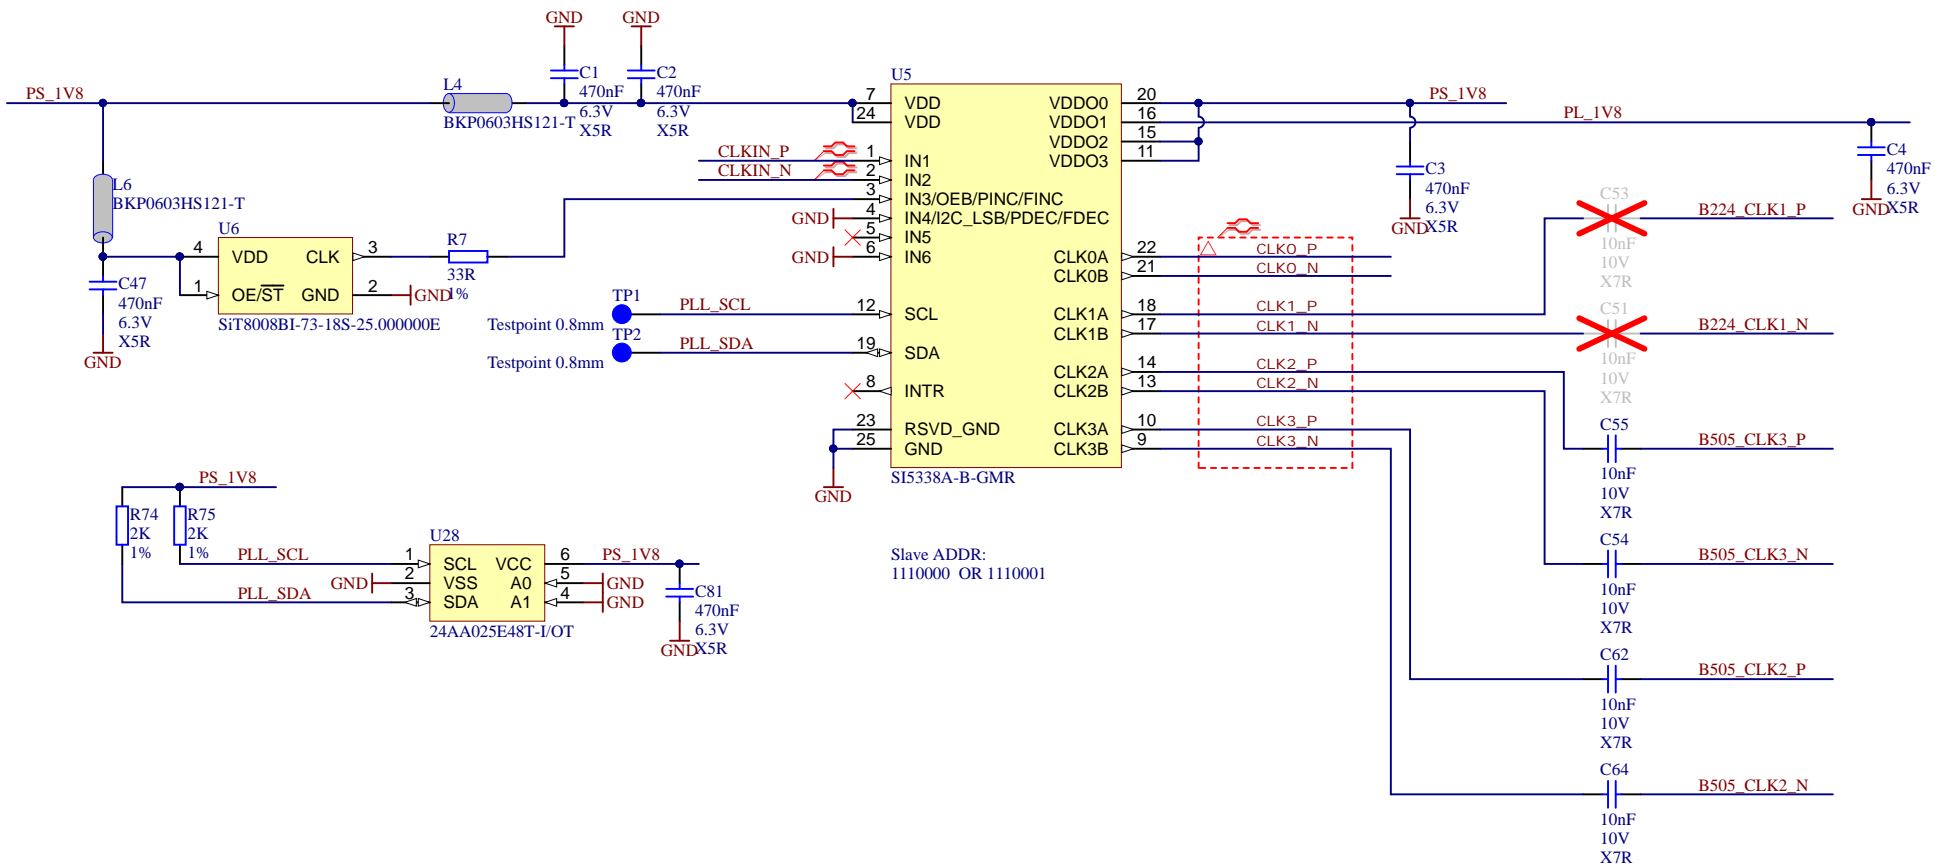 GND
GND
C1
470nF
6.3V
X5R
C2
470nF
6.3V
X5R
PS_1V8
L4
BKP0603HS121-T
L6
BKP0603HS121-T
U6
4
VDD
CLK
3
1
OE/ST
GND
2
GND
SiT8008BI-73-18S-25.000000E
C47
470nF
6.3V
X5R
GND
R7
33R
1%
CLKIN_P
CLKIN_N
GND
GND
TP1
Testpoint 0.8mm
PLL_SCL
TP2
Testpoint 0.8mm
PLL_SDA
GND
U5
7
VDD
24
VDD
1
IN1
2
IN2
3
IN3/OEB/PINC/FINC
4
IN4/I2C_LSB/PDEC/FDEC
5
IN5
6
IN6
12
SCL
19
SDA
8
INTR
23
RSVD_GND
25
GND
VDDO0
20
VDDO1
16
VDDO2
15
VDDO3
11
CLK0A
22
CLK0B
21
CLK1A
18
CLK1B
17
CLK2A
14
CLK2B
13
CLK3A
10
CLK3B
9
SI5338A-B-GMR
Slave ADDR:
1110000 OR 1110001
PS_1V8
PL_1V8
C3
470nF
6.3V
X5R
GND
C4
470nF
6.3V
X5R
GND
CLK0_P
CLK0_N
CLK1_P
CLK1_N
CLK2_P
CLK2_N
CLK3_P
CLK3_N
C53
10nF
10V
X7R
B224_CLK1_P
C51
10nF
10V
X7R
B224_CLK1_N
C55
10nF
10V
X7R
B505_CLK3_P
C54
10nF
10V
X7R
B505_CLK3_N
C62
10nF
10V
X7R
B505_CLK2_P
C64
10nF
10V
X7R
B505_CLK2_N
PS_1V8
R74
2K
1%
R75
2K
1%
PLL_SCL
GND
PLL_SDA
U28
1
SCL
VCC
6
2
VSS
A0
5
3
SDA
A1
4
24AA025E48T-I/OT
PS_1V8
GND
GND
C81
470nF
6.3V
X5R
GND